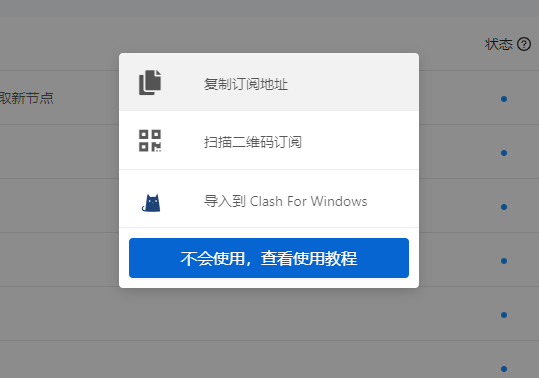 状态
复制订阅地址
取新节点
扫描二维码订阅
导入到 Clash For Windows
不会使用，查看使用教程